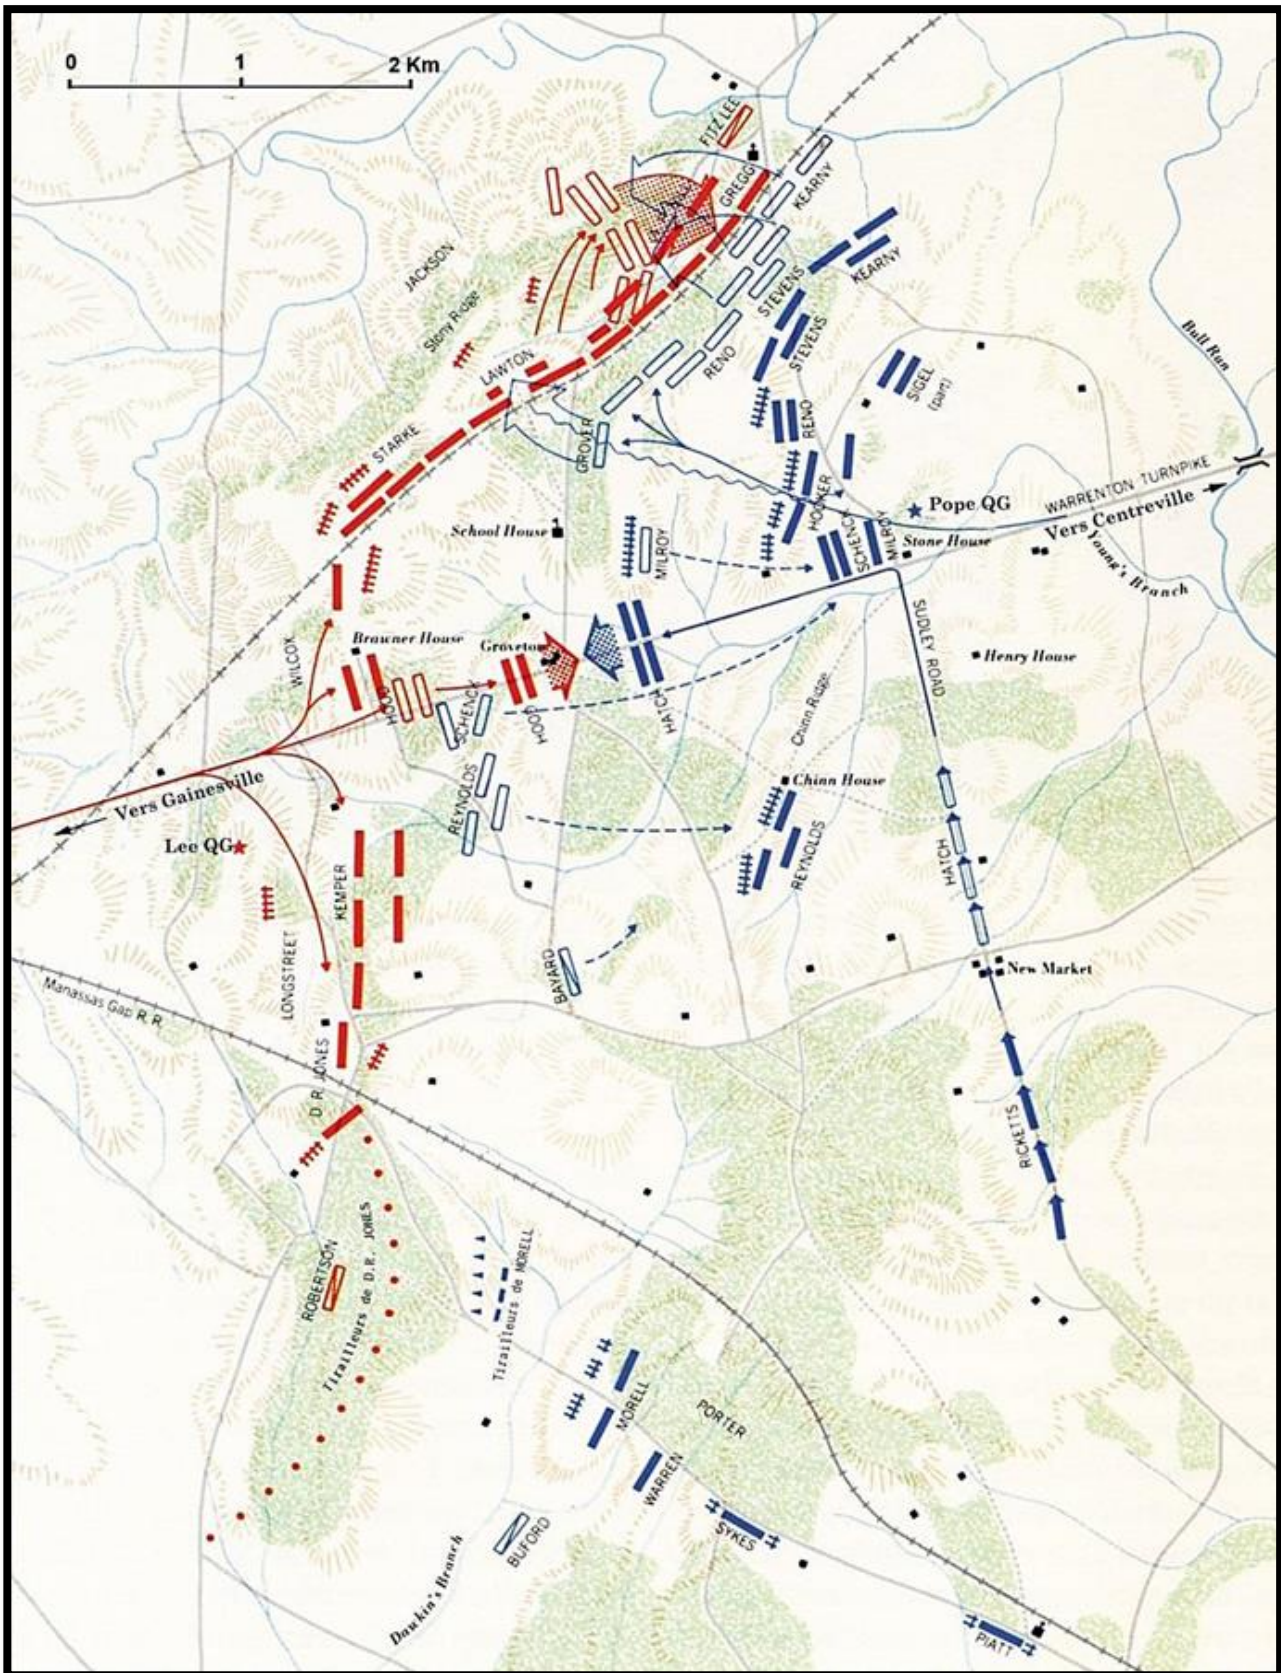 0 1 2 Km
FITZ LEE
GREGG
KEARNY
KEARNY
JACKSON
Stony Ridge
STEVENS
STEVENS
Bull Run
LAWTON
RENO
SIGEL
(part)
RENO
STARKE
GROVER
HOOKER
Pope QG
WARRENTON TURNPIKE
Vers Centreville
School House
MILROY
SCHENCK
MILROY
Stone House
Young's Branch
SUDLEY ROAD
WILCOX
Brawner House
Groveton
Henry House
HOOD
SCHENCK
HOOD
HATCH
Chinn Ridge
Vers Gainesville
REYNOLDS
Chinn House
Lee QG
REYNOLDS
HATCH
KEMPER
LONGSTREET
BAYARD
New Market
Manassas Gap R.R.
D.R. JONES
RICKETTS
ROBERTSON
Tirailleurs de D.R. JONES
Tirailleurs de MORELL
MORELL
PORTER
WARREN
SYKES
BUFORD
Dawkin's Branch
PIATT